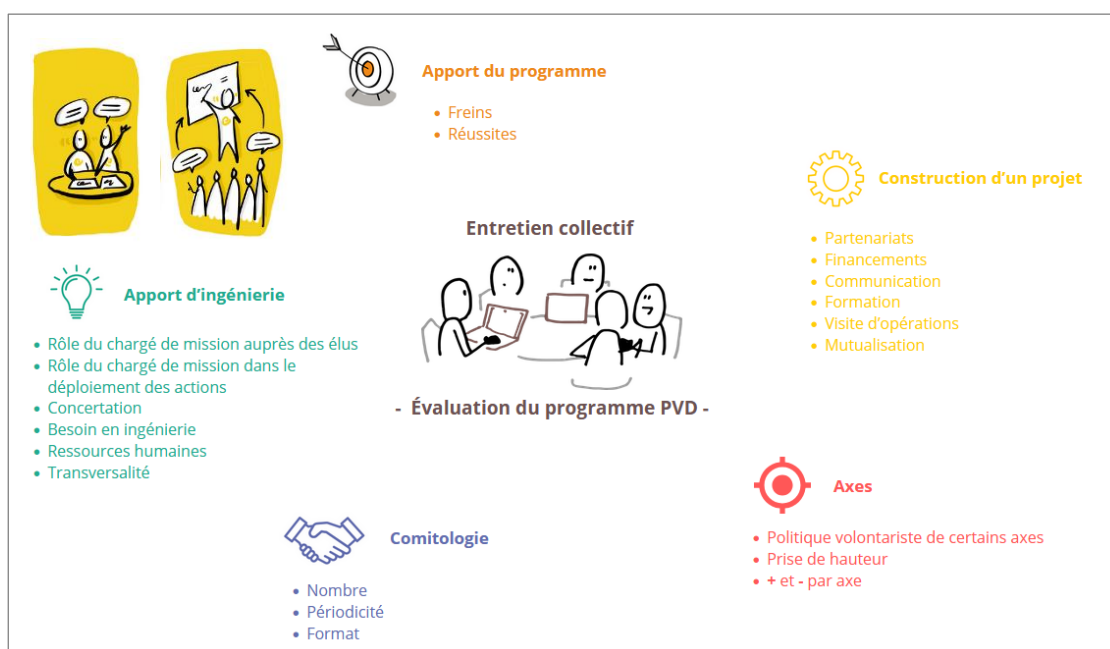 Apport du programme
• Freins
• Réussites
Construction d'un projet
• Partenariats
• Financements
• Communication
• Formation
• Visite d'opérations
• Mutualisation
Entretien collectif
- Évaluation du programme PVD -
Apport d'ingénierie
• Rôle du chargé de mission auprès des élus
• Rôle du chargé de mission dans le
déploiement des actions
• Concertation
• Besoin en ingénierie
• Ressources humaines
• Transversalité
Axes
• Politique volontariste de certains axes
• Prise de hauteur
• + et - par axe
Comitologie
• Nombre
• Périodicité
• Format